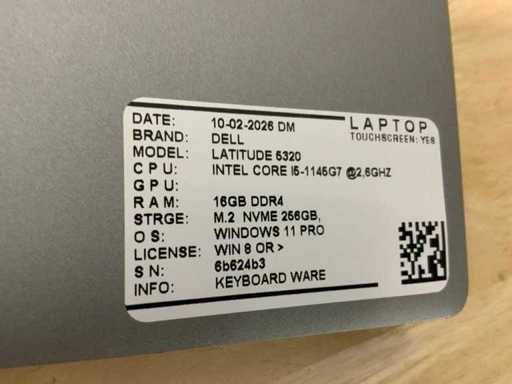 DATE: 10-02-2026 DM
LAPTOP
TOUCHSCREEN: YES
BRAND: DELL
MODEL: LATITUDE 5320
CPU: INTEL CORE I5-1145G7 @2,6GHZ
GPU:
RAM: 16GB DDR4
STRGE: M.2 NVME 256GB,
OS: WINDOWS 11 PRO
LICENSE: WIN 8 OR >
SN: 6b624b3
INFO: KEYBOARD WARE